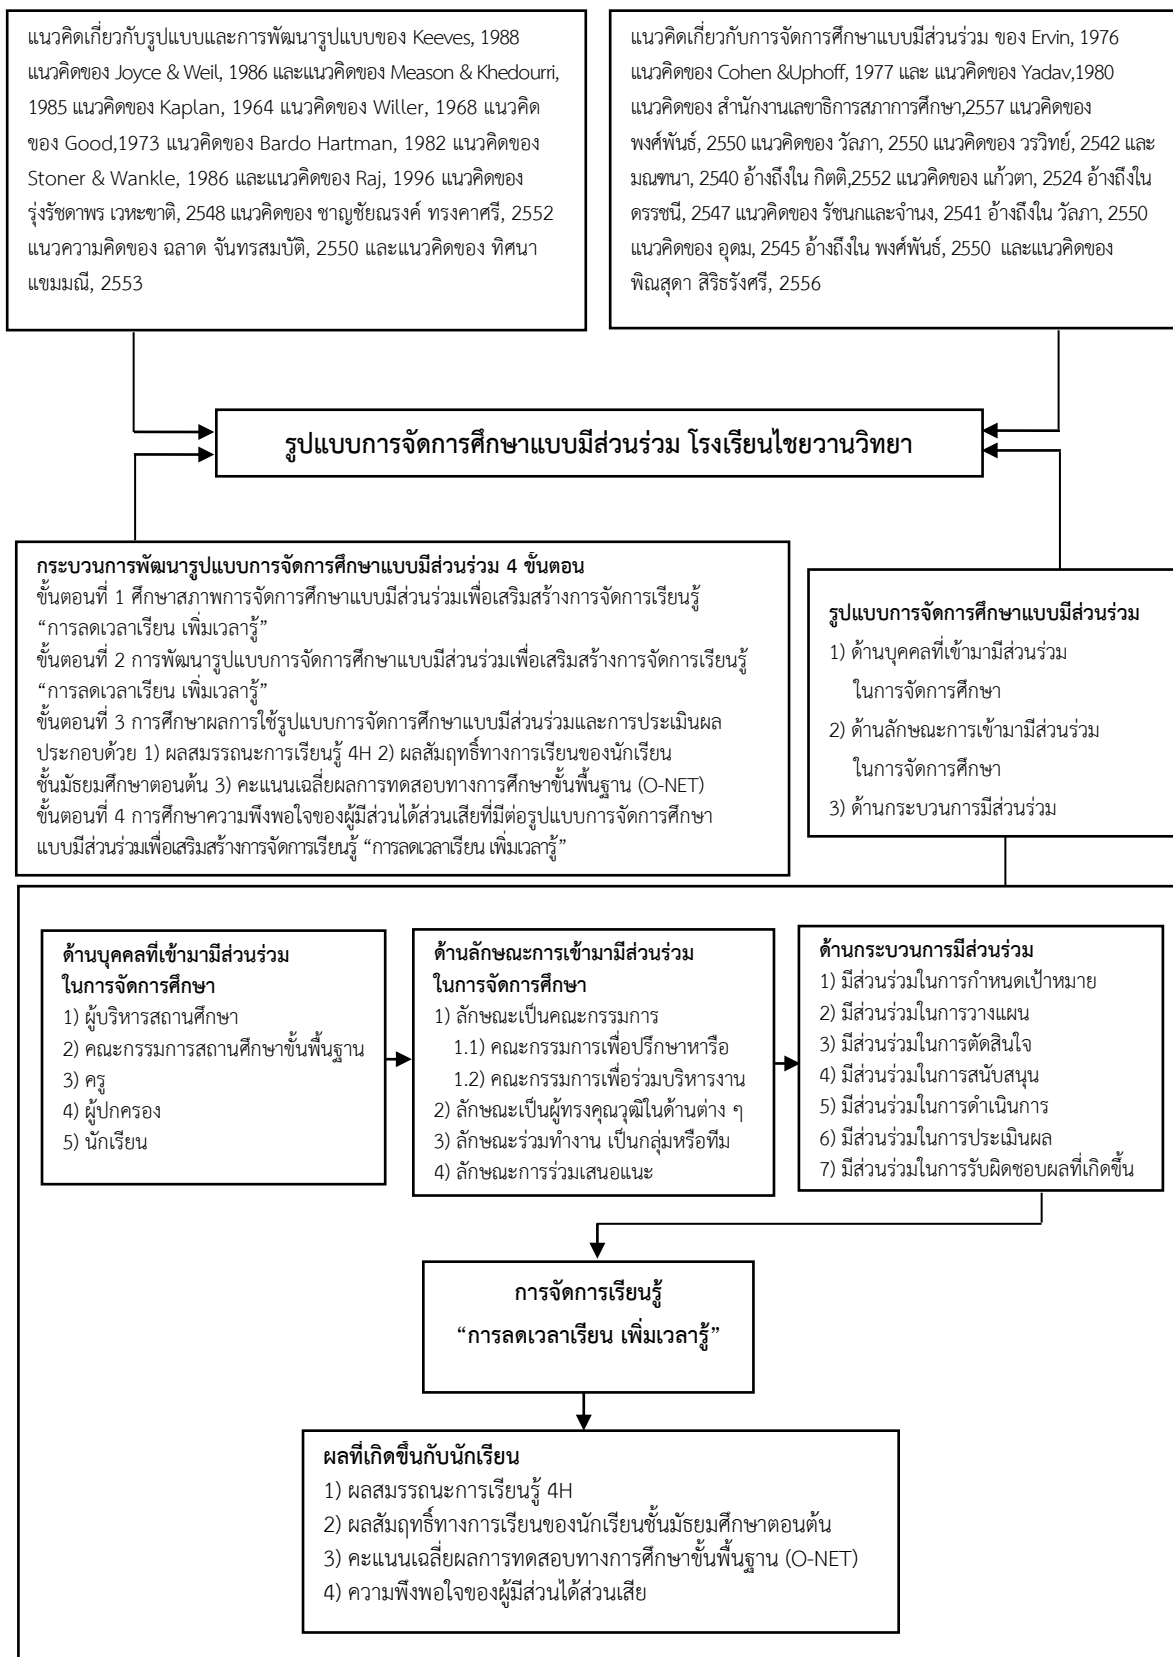 แนวคิดเกี่ยวกับรูปแบบและการพัฒนารูปแบบของ Keeves, 1988
แนวคิดของ Joyce & Weil, 1986 และแนวคิดของ Meason & Khedourri,
1985 แนวคิดของ Kaplan, 1964 แนวคิดของ Willer, 1968 แนวคิด
ของ Good,1973 แนวคิดของ Bardo Hartman, 1982 แนวคิดของ
Stoner & Wankle, 1986 และแนวคิดของ Raj, 1996 แนวคิดของ
รุ่งรัชดาพร เวหะชาติ, 2548 แนวคิดของ ชาญชัยณรงค์ ทรงคาศรี, 2552
แนวความคิดของ ฉลาด จันทรสมบัติ, 2550 และแนวคิดของ ทิศนา
แขมมณี, 2553
แนวคิดเกี่ยวกับการจัดการศึกษาแบบมีส่วนร่วม ของ Ervin, 1976
แนวคิดของ Cohen &Uphoff, 1977 และ แนวคิดของ Yadav,1980
แนวคิดของ สำนักงานเลขาธิการสภาการศึกษา,2557 แนวคิดของ
พงศ์พันธ์, 2550 แนวคิดของ วัลภา, 2550 แนวคิดของ วรวิทย์, 2542 และ
มณฑนา, 2540 อ้างถึงใน กิตติ,2552 แนวคิดของ แก้วตา, 2524 อ้างถึงใน
ดรรชนี, 2547 แนวคิดของ รัชนกและจำนง, 2541 อ้างถึงใน วัลภา, 2550
แนวคิดของ อุดม, 2545 อ้างถึงใน พงศ์พันธ์, 2550 และแนวคิดของ
พิณสุดา สิริธรังศรี, 2556
รูปแบบการจัดการศึกษาแบบมีส่วนร่วม โรงเรียนไชยวานวิทยา
กระบวนการพัฒนารูปแบบการจัดการศึกษาแบบมีส่วนร่วม 4 ขั้นตอน
ขั้นตอนที่ 1 ศึกษาสภาพการจัดการศึกษาแบบมีส่วนร่วมเพื่อเสริมสร้างการจัดการเรียนรู้
“การลดเวลาเรียน เพิ่มเวลารู้”
ขั้นตอนที่ 2 การพัฒนารูปแบบการจัดการศึกษาแบบมีส่วนร่วมเพื่อเสริมสร้างการจัดการเรียนรู้
“การลดเวลาเรียน เพิ่มเวลารู้”
ขั้นตอนที่ 3 การศึกษาผลการใช้รูปแบบการจัดการศึกษาแบบมีส่วนร่วมและการประเมินผล
ประกอบด้วย 1) ผลสมรรถนะการเรียนรู้ 4H 2) ผลสัมฤทธิ์ทางการเรียนของนักเรียน
ชั้นมัธยมศึกษาตอนต้น 3) คะแนนเฉลี่ยผลการทดสอบทางการศึกษาขั้นพื้นฐาน (O-NET)
ขั้นตอนที่ 4 การศึกษาความพึงพอใจของผู้มีส่วนได้ส่วนเสียที่มีต่อรูปแบบการจัดการศึกษา
แบบมีส่วนร่วมเพื่อเสริมสร้างการจัดการเรียนรู้ “การลดเวลาเรียน เพิ่มเวลารู้”
รูปแบบการจัดการศึกษาแบบมีส่วนร่วม
1) ด้านบุคคลที่เข้ามามีส่วนร่วม
ในการจัดการศึกษา
2) ด้านลักษณะการเข้ามามีส่วนร่วม
ในการจัดการศึกษา
3) ด้านกระบวนการมีส่วนร่วม
ด้านบุคคลที่เข้ามามีส่วนร่วม
ในการจัดการศึกษา
1) ผู้บริหารสถานศึกษา
2) คณะกรรมการสถานศึกษาขั้นพื้นฐาน
3) ครู
4) ผู้ปกครอง
5) นักเรียน
ด้านลักษณะการเข้ามามีส่วนร่วม
ในการจัดการศึกษา
1) ลักษณะเป็นคณะกรรมการ
1.1) คณะกรรมการเพื่อปรึกษาหารือ
1.2) คณะกรรมการเพื่อร่วมบริหารงาน
2) ลักษณะเป็นผู้ทรงคุณวุฒิในด้านต่าง ๆ
3) ลักษณะร่วมทำงาน เป็นกลุ่มหรือทีม
4) ลักษณะการร่วมเสนอแนะ
ด้านกระบวนการมีส่วนร่วม
1) มีส่วนร่วมในการกำหนดเป้าหมาย
2) มีส่วนร่วมในการวางแผน
3) มีส่วนร่วมในการตัดสินใจ
4) มีส่วนร่วมในการสนับสนุน
5) มีส่วนร่วมในการดำเนินการ
6) มีส่วนร่วมในการประเมินผล
7) มีส่วนร่วมในการรับผิดชอบผลที่เกิดขึ้น
การจัดการเรียนรู้
“การลดเวลาเรียน เพิ่มเวลารู้”
ผลที่เกิดขึ้นกับนักเรียน
1) ผลสมรรถนะการเรียนรู้ 4H
2) ผลสัมฤทธิ์ทางการเรียนของนักเรียนชั้นมัธยมศึกษาตอนต้น
3) คะแนนเฉลี่ยผลการทดสอบทางการศึกษาขั้นพื้นฐาน (O-NET)
4) ความพึงพอใจของผู้มีส่วนได้ส่วนเสีย